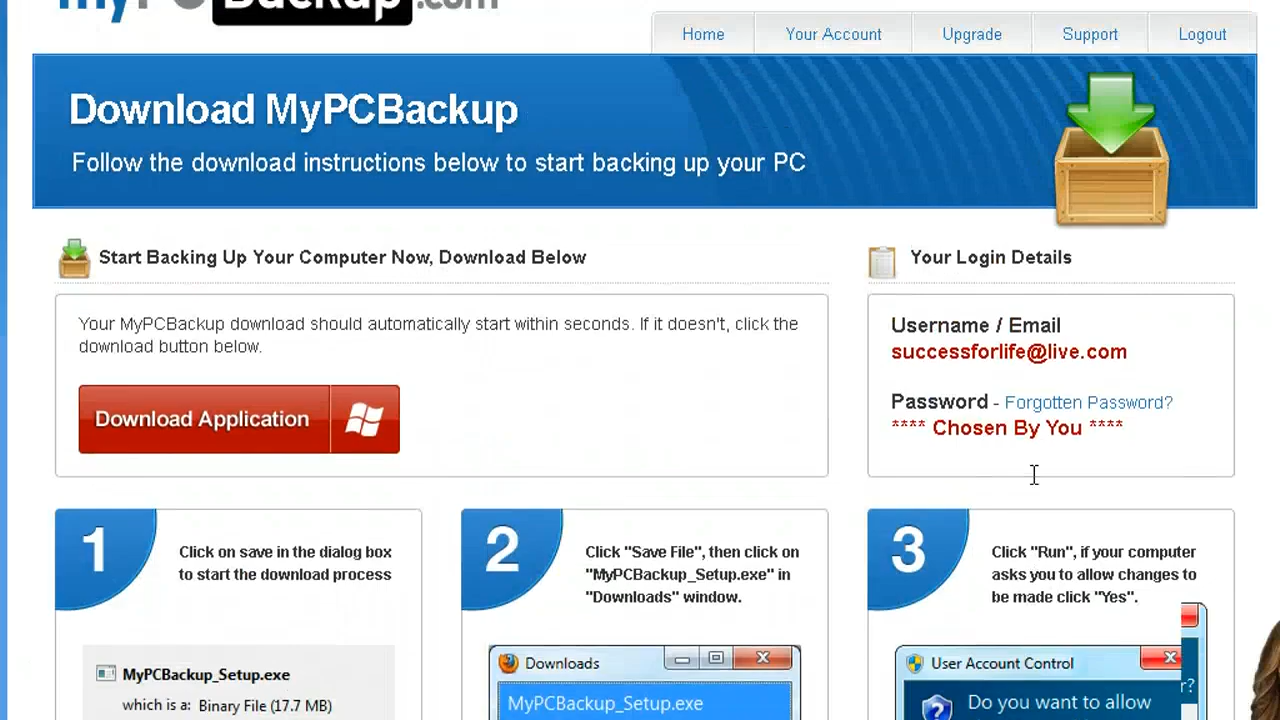 myPCBackup.com
Home
Your Account
Upgrade
Support
Logout
Download MyPCBackup
Follow the download instructions below to start backing up your PC
Start Backing Up Your Computer Now, Download Below
Your MyPCBackup download should automatically start within seconds. If it doesn't, click the
download button below.
Download Application
Your Login Details
Username / Email
successforlife@live.com
Password - Forgotten Password?
**** Chosen By You ****
1
Click on save in the dialog box
to start the download process
MyPCBackup_Setup.exe
which is a: Binary File (17.7 MB)
2
Click "Save File", then click on
"MyPCBackup_Setup.exe" in
"Downloads" window.
Downloads
MyPCBackup_Setup.exe
3
Click "Run", if your computer
asks you to allow changes to
be made click "Yes".
User Account Control
Do you want to allow
r?